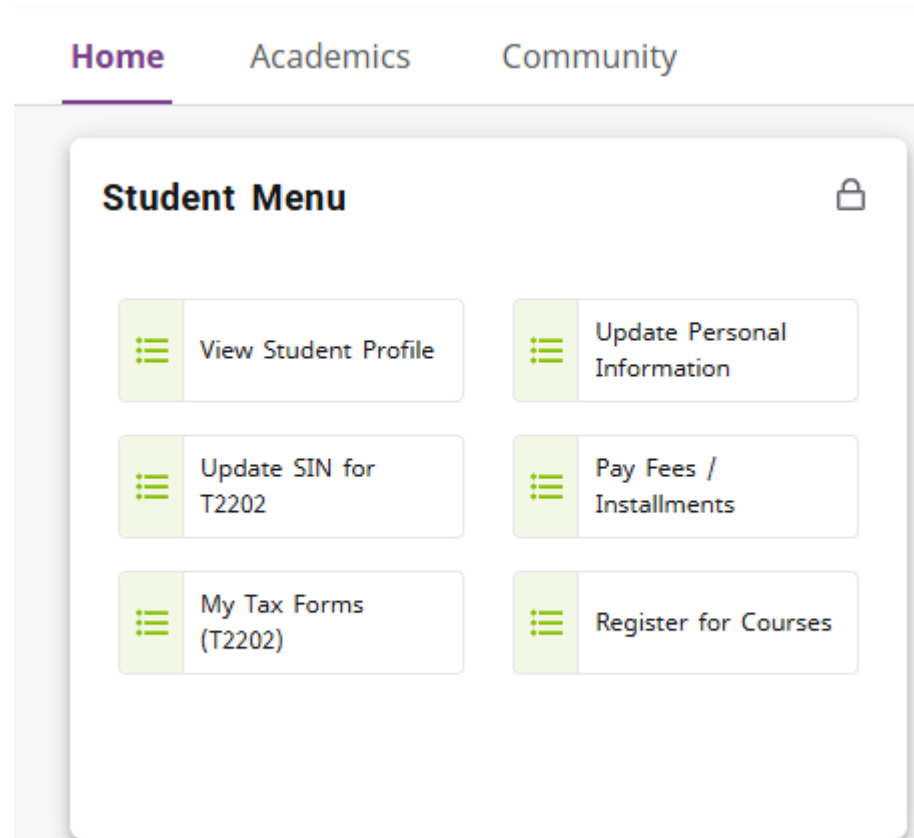 Home Academics Community
Student Menu
View Student Profile
Update Personal
Information
Update SIN for
T2202
Pay Fees /
Installments
My Tax Forms
(T2202)
Register for Courses